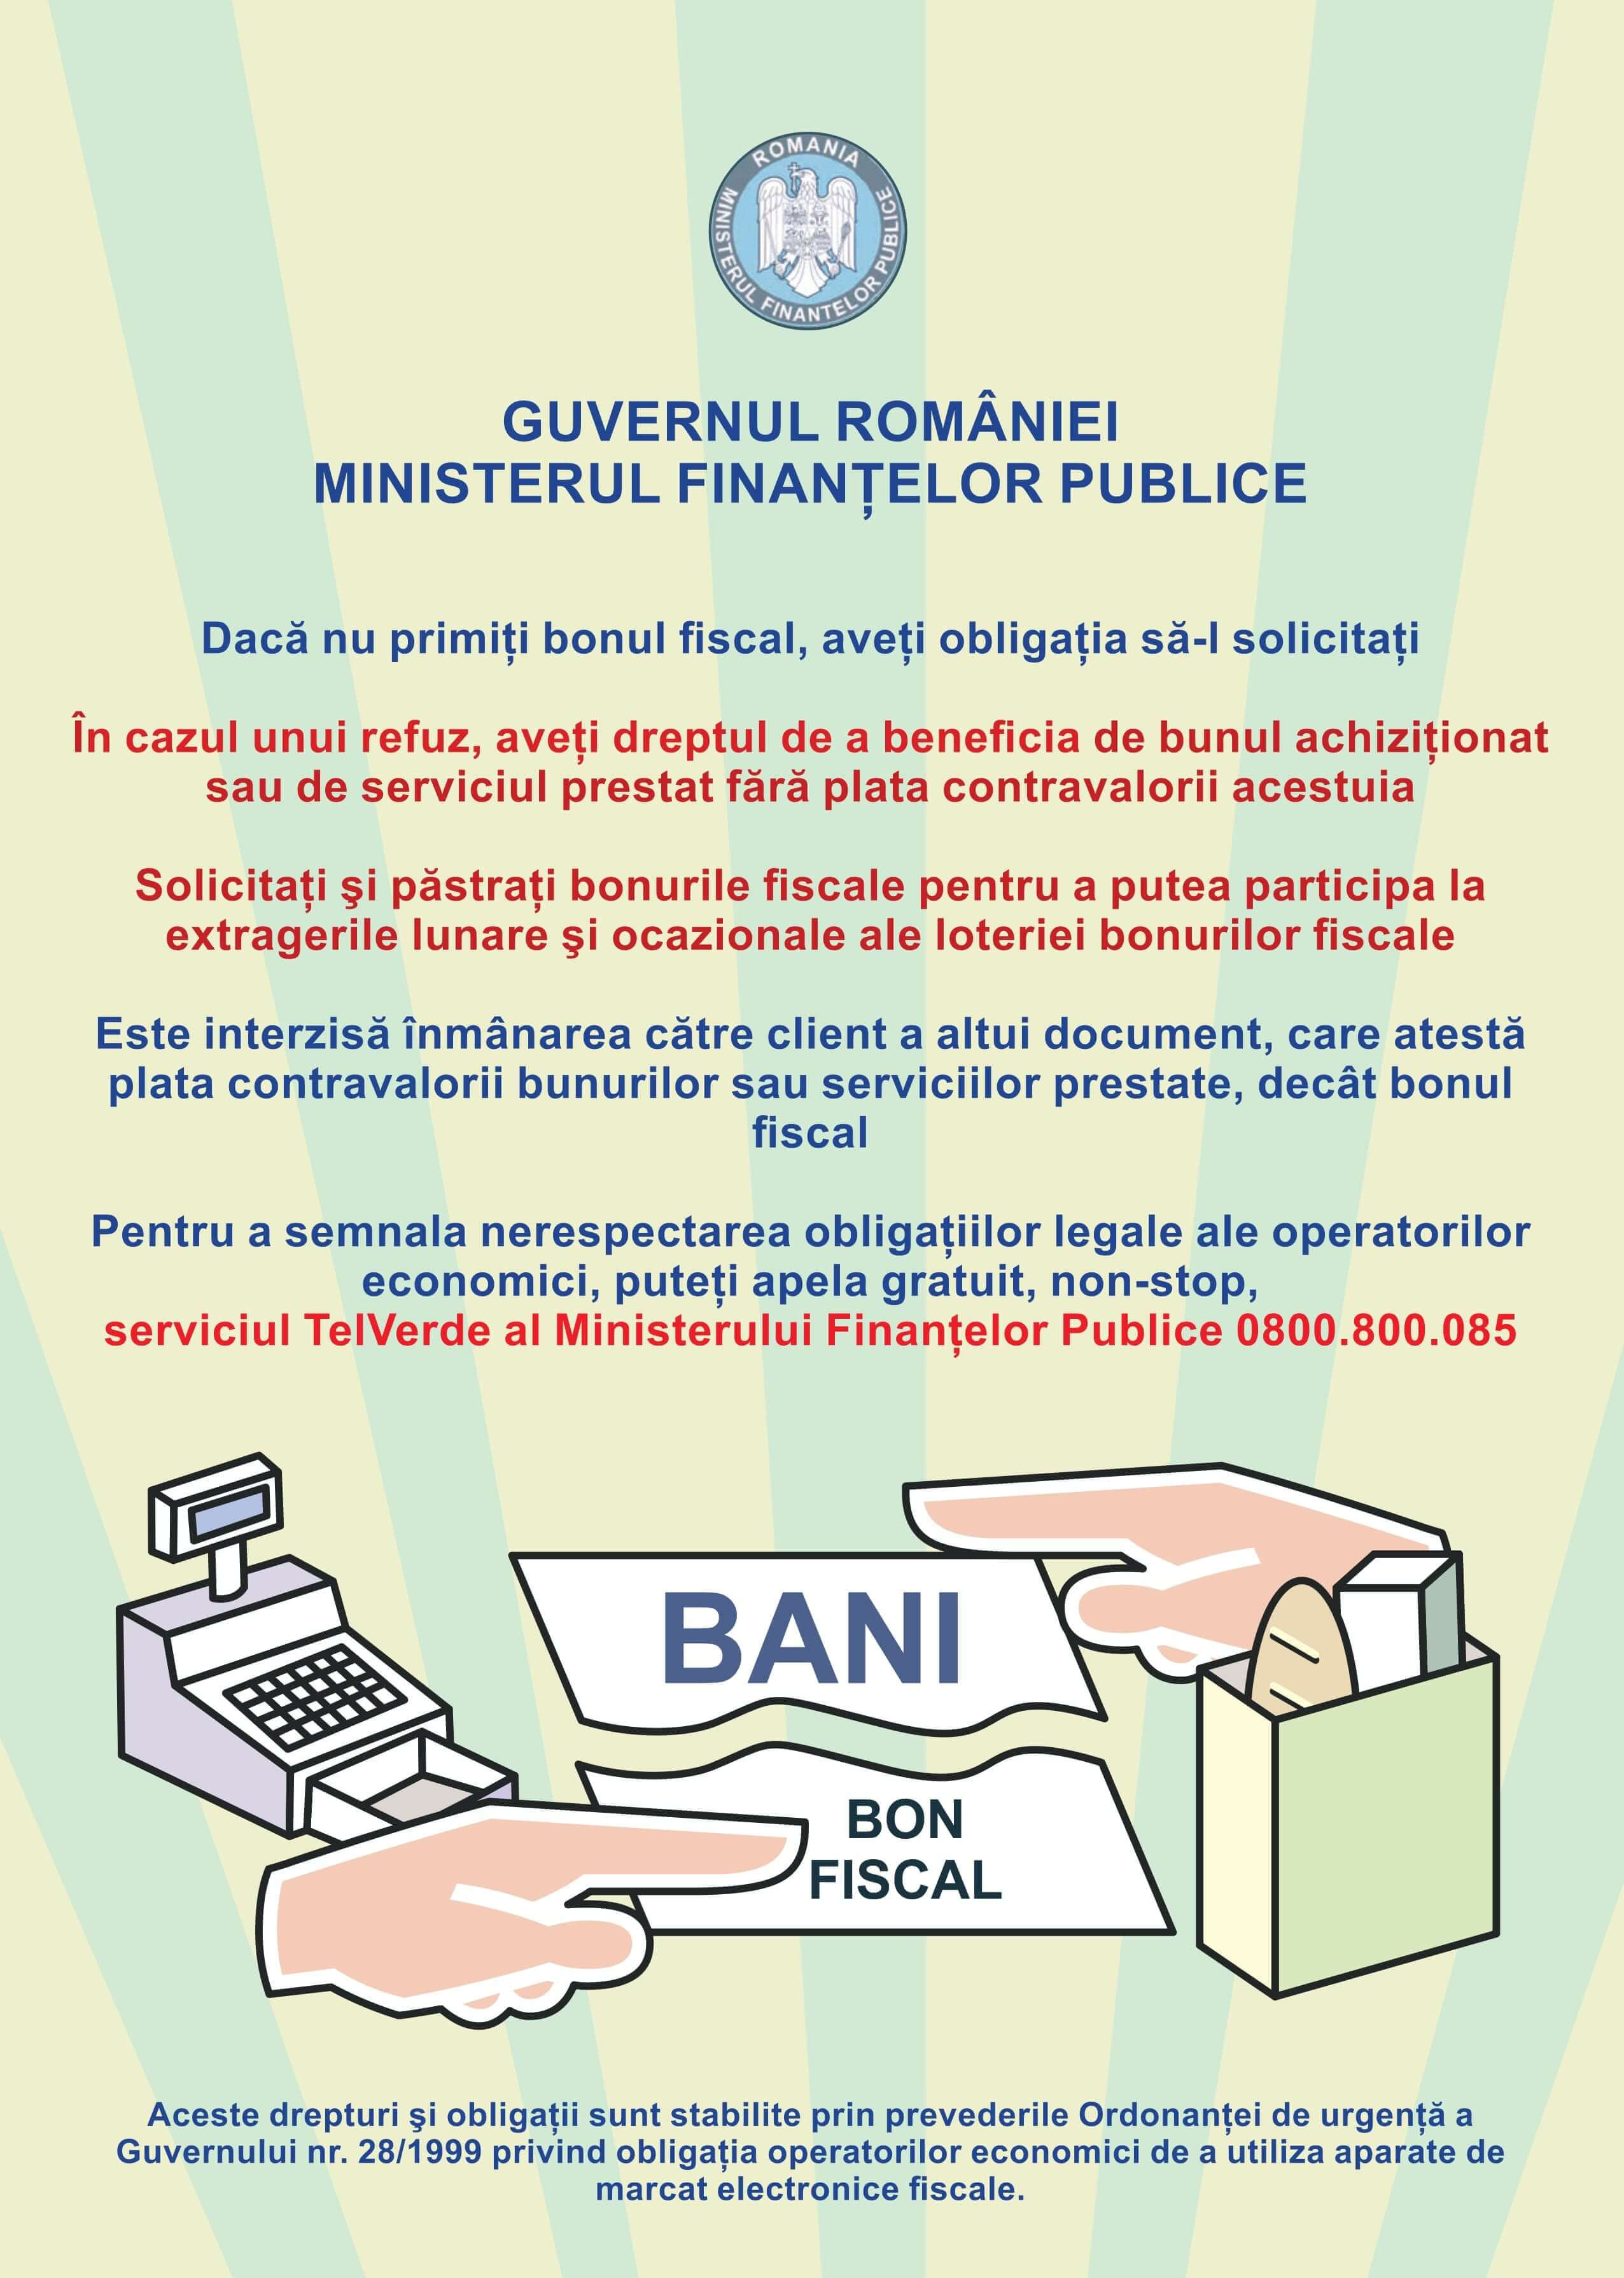 ROMANIA
MINISTERUL FINANTELOR PUBLICE
GUVERNUL ROMÂNIEI
MINISTERUL FINANȚELOR PUBLICE
Dacă nu primiți bonul fiscal, aveți obligația să-l solicitați
În cazul unui refuz, aveți dreptul de a beneficia de bunul achiziționat
sau de serviciul prestat fără plata contravalorii acestuia
Solicitați şi păstrați bonurile fiscale pentru a putea participa la
extragerile lunare şi ocazionale ale loteriei bonurilor fiscale
Este interzisă înmânarea către client a altui document, care atestă
plata contravalorii bunurilor sau serviciilor prestate, decât bonul
fiscal
Pentru a semnala nerespectarea obligațiilor legale ale operatorilor
economici, puteți apela gratuit, non-stop,
serviciul TelVerde al Ministerului Finanțelor Publice 0800.800.085
BANI
BON
FISCAL
Aceste drepturi şi obligații sunt stabilite prin prevederile Ordonanței de urgență a
Guvernului nr. 28/1999 privind obligația operatorilor economici de a utiliza aparate de
marcat electronice fiscale.